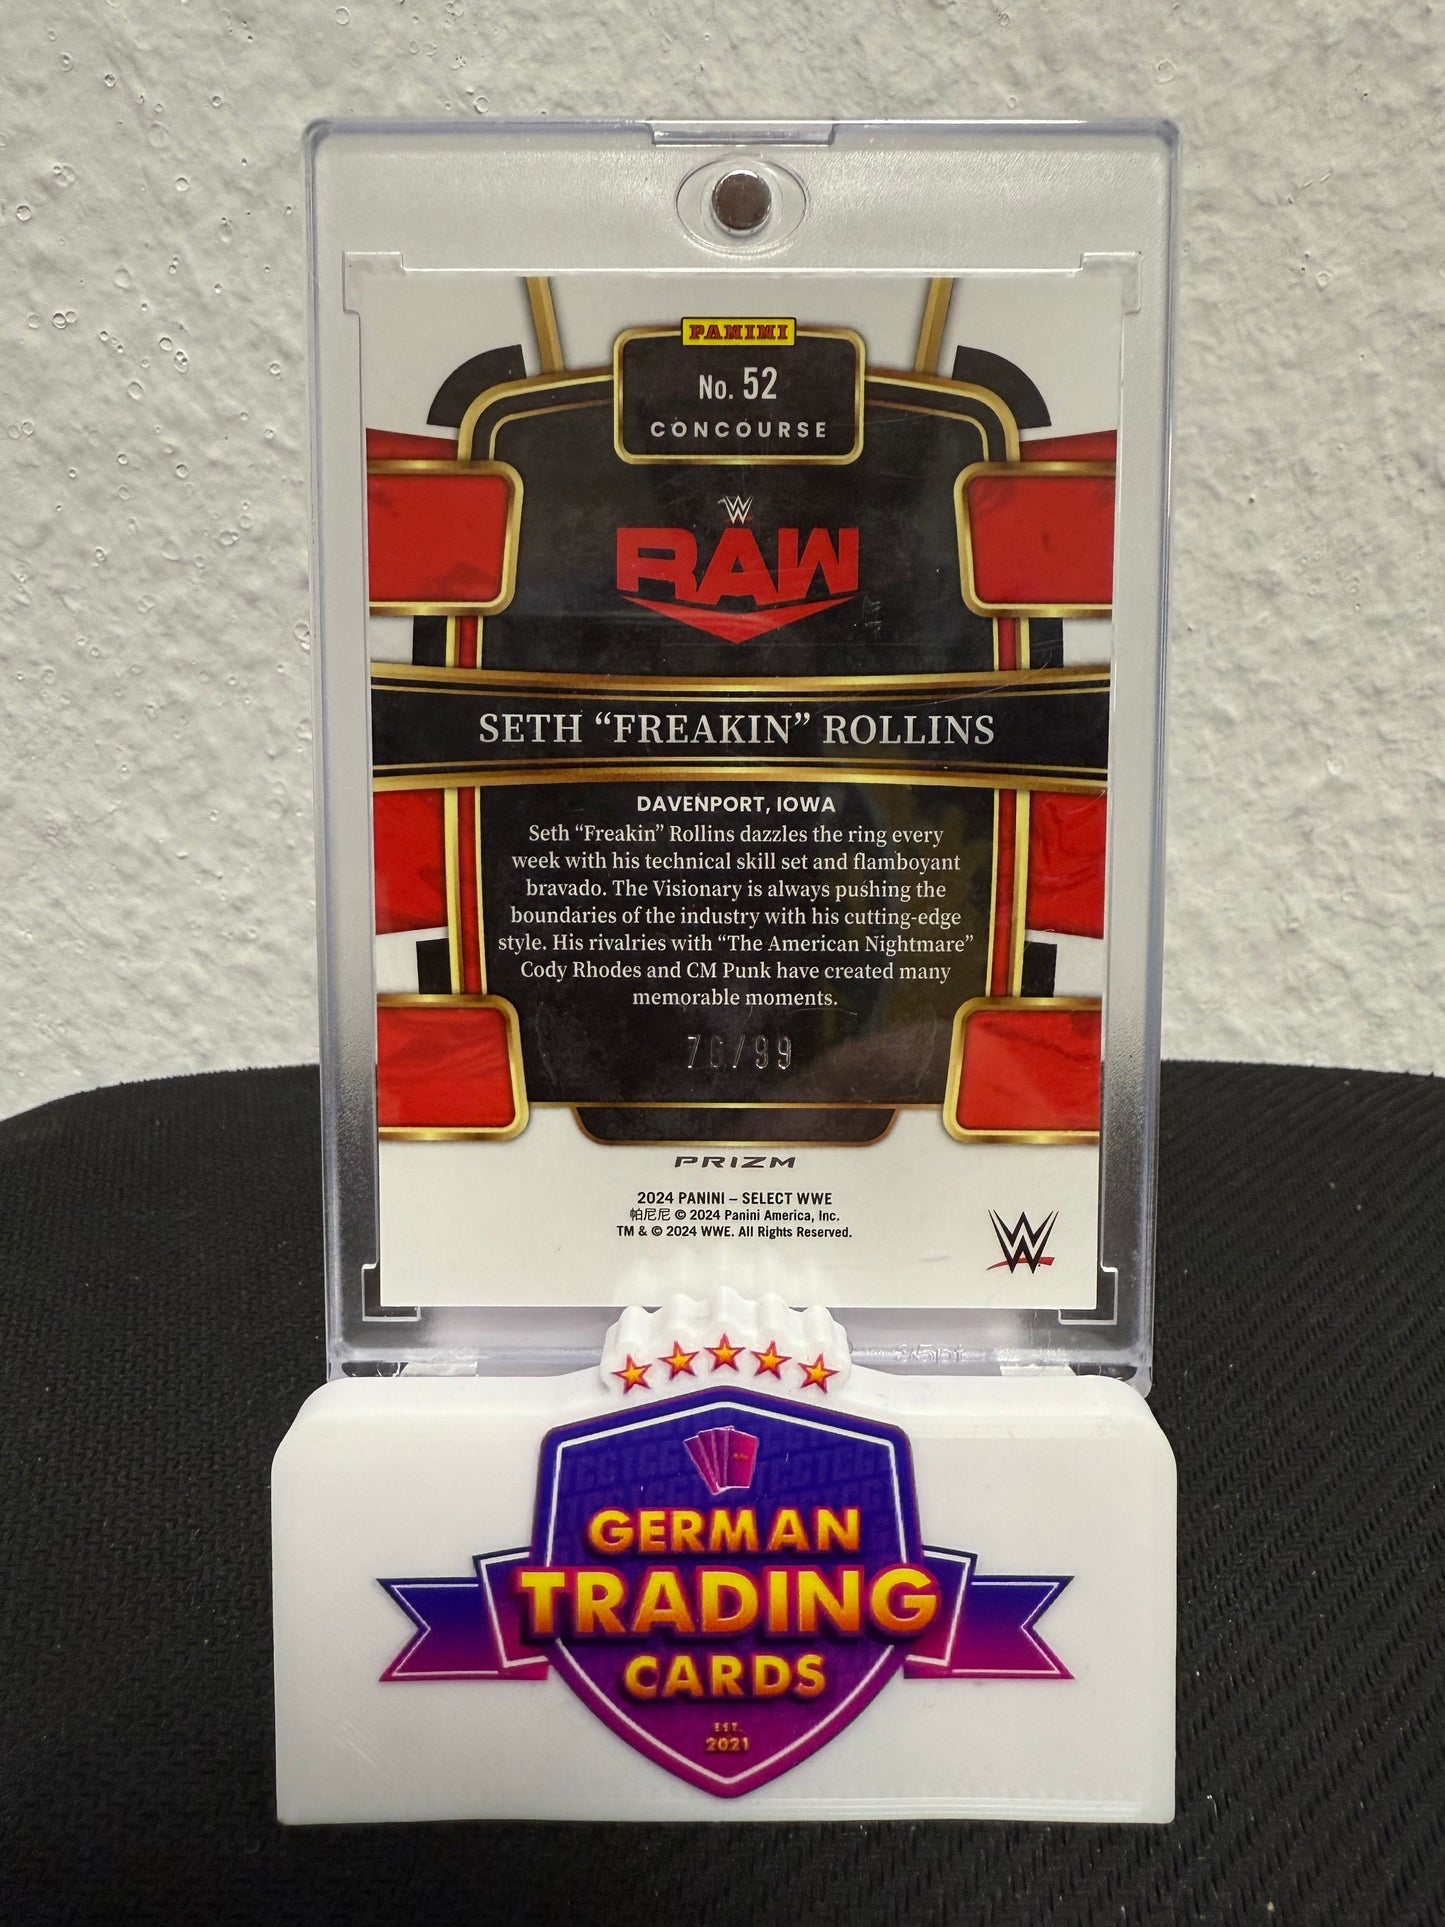 PANINI
No. 52
CONCOURSE
W
RAW
SETH “FREAKIN” ROLLINS
DAVENPORT, IOWA
Seth “Freakin” Rollins dazzles the ring every
week with his technical skill set and flamboyant
bravado. The Visionary is always pushing the
boundaries of the industry with his cutting-edge
style. His rivalries with “The American Nightmare”
Cody Rhodes and CM Punk have created many
memorable moments.
76/99
PRIZM
2024 PANINI – SELECT WWE
帕尼尼 © 2024 Panini America, Inc.
TM & © 2024 WWE. All Rights Reserved.
W
35pt
GERMAN
TRADING
CARDS
EST.
2021